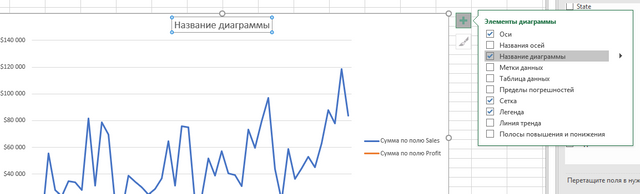 State
Название диаграммы
$140 000
$120 000
$100 000
$80 000
$60 000
$40 000
Сумма по полю Sales
Сумма по полю Profit
Элементы диаграммы
Оси
Названия осей
Название диаграммы
Метки данных
Таблица данных
Пределы погрешностей
Сетка
Легенда
Линия тренда
Полосы повышения и понижения
Перетащите поля в нуж